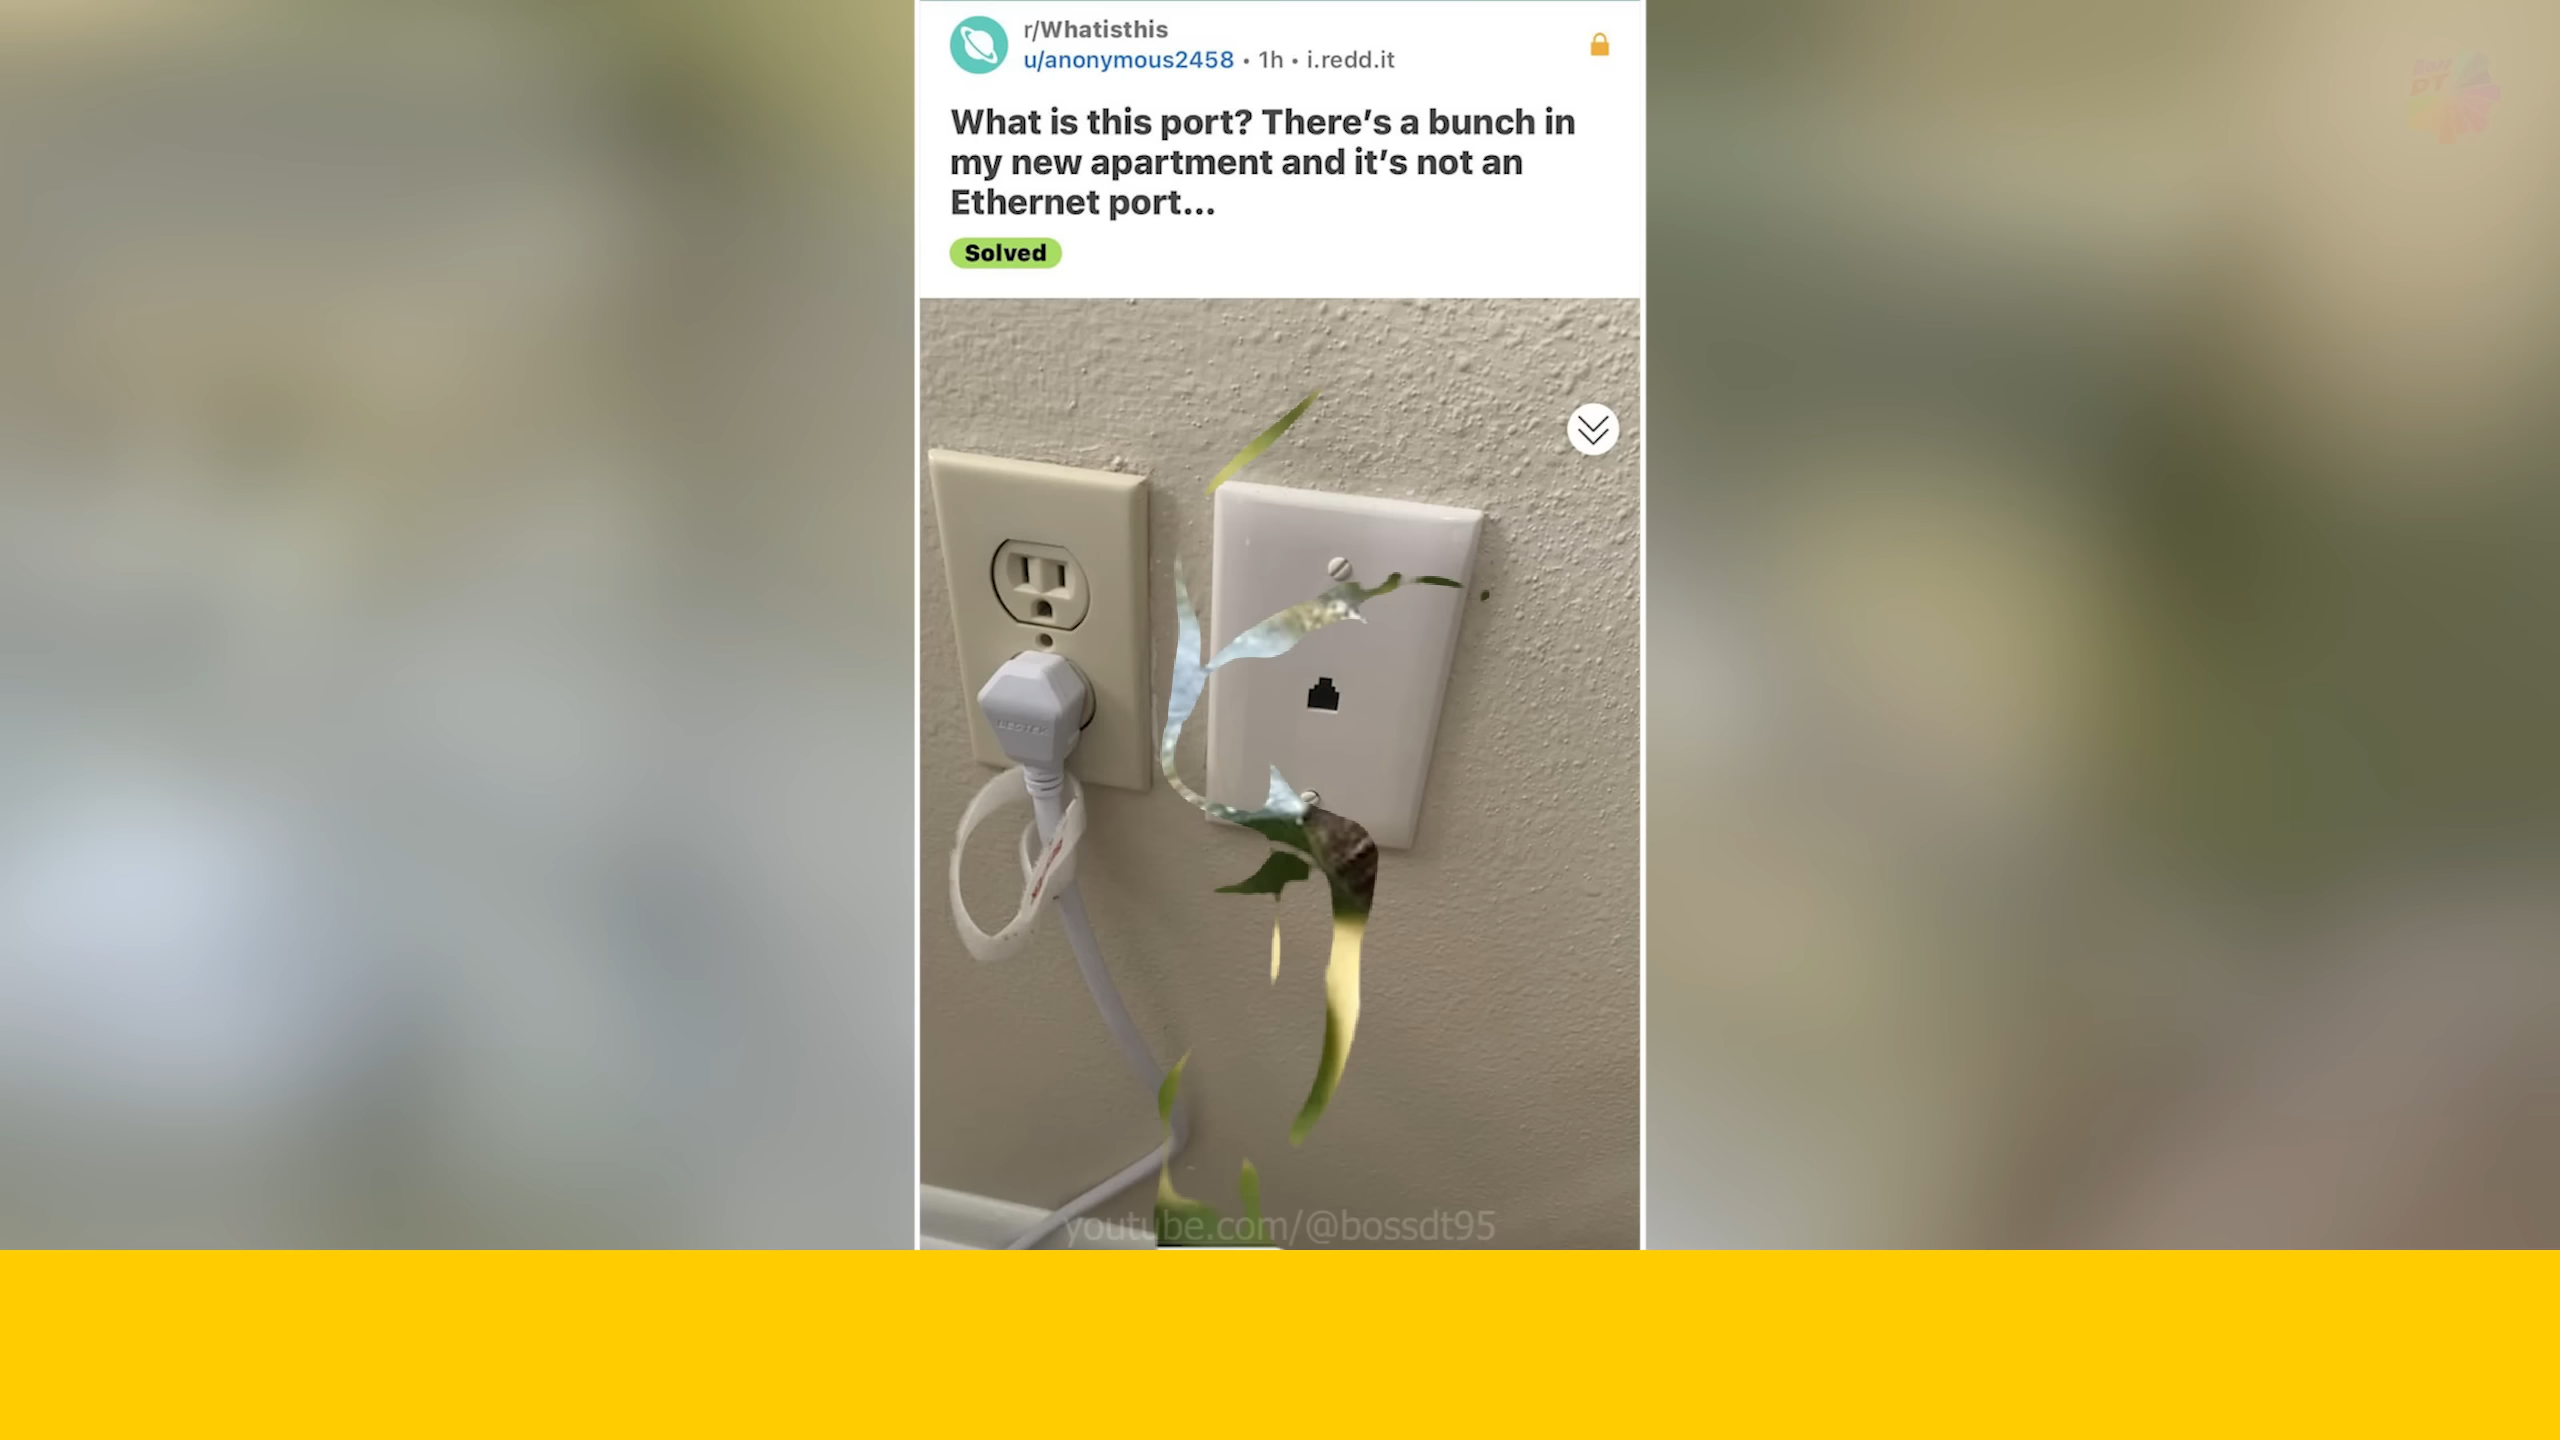 r/Whatisthis
u/anonymous2458 • 1h • i.redd.it
What is this port? There’s a bunch in
my new apartment and it’s not an
Ethernet port...
Solved
youtube.com/@bossdt95